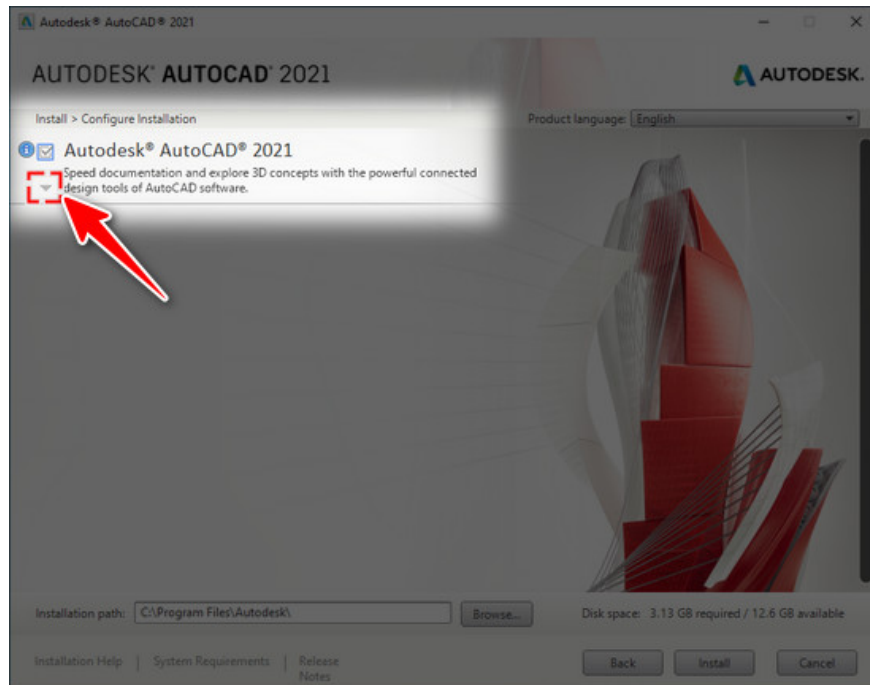 Autodesk® AutoCAD® 2021
AUTODESK® AUTOCAD® 2021
AUTODESK.
Install > Configure Installation
Product language: English
Autodesk® AutoCAD® 2021
Speed documentation and explore 3D concepts with the powerful connected
design tools of AutoCAD software.
Installation path: C:\Program Files\Autodesk\ Browse... Disk space: 3.13 GB required / 12.6 GB available
Installation Help | System Requirements | Release
Notes
Back Install Cancel